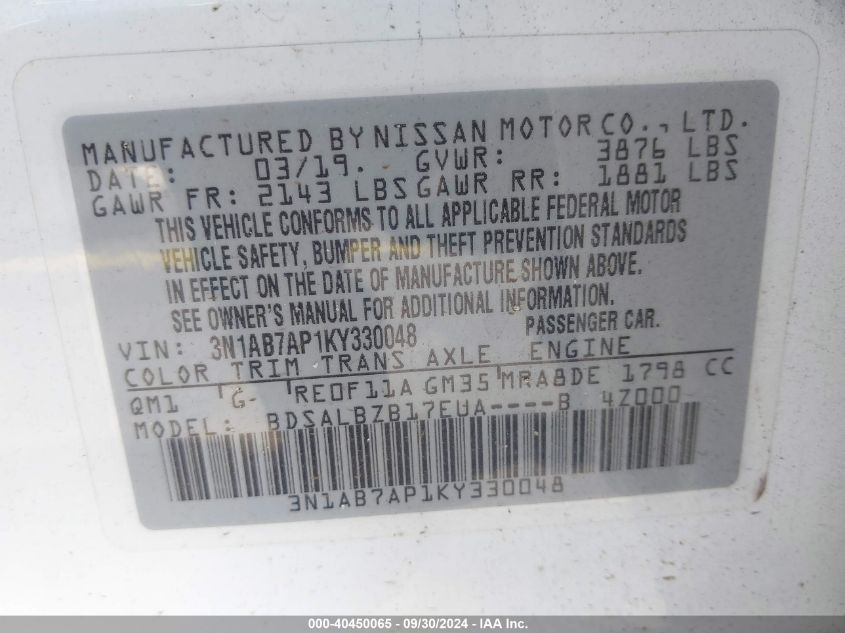 MANUFACTURED BY NISSAN MOTOR CO., LTD.
DATE: 03/19. GVWR: 3876 LBS
GAWR FR: 2143 LBS GAWR RR: 1881 LBS
THIS VEHICLE CONFORMS TO ALL APPLICABLE FEDERAL MOTOR
VEHICLE SAFETY, BUMPER AND THEFT PREVENTION STANDARDS
IN EFFECT ON THE DATE OF MANUFACTURE SHOWN ABOVE.
SEE OWNER'S MANUAL FOR ADDITIONAL INFORMATION.
VIN: 3N1AB7AP1KY330048 PASSENGER CAR.
COLOR TRIM TRANS AXLE ENGINE
QM1 G- RE0F11A GM35 MRA8DE 1798 CC
MODEL: BDSALBZB17EUA----B 4Z000
3N1AB7AP1KY330048
000-40450065 - 09/30/2024 - IAA Inc.